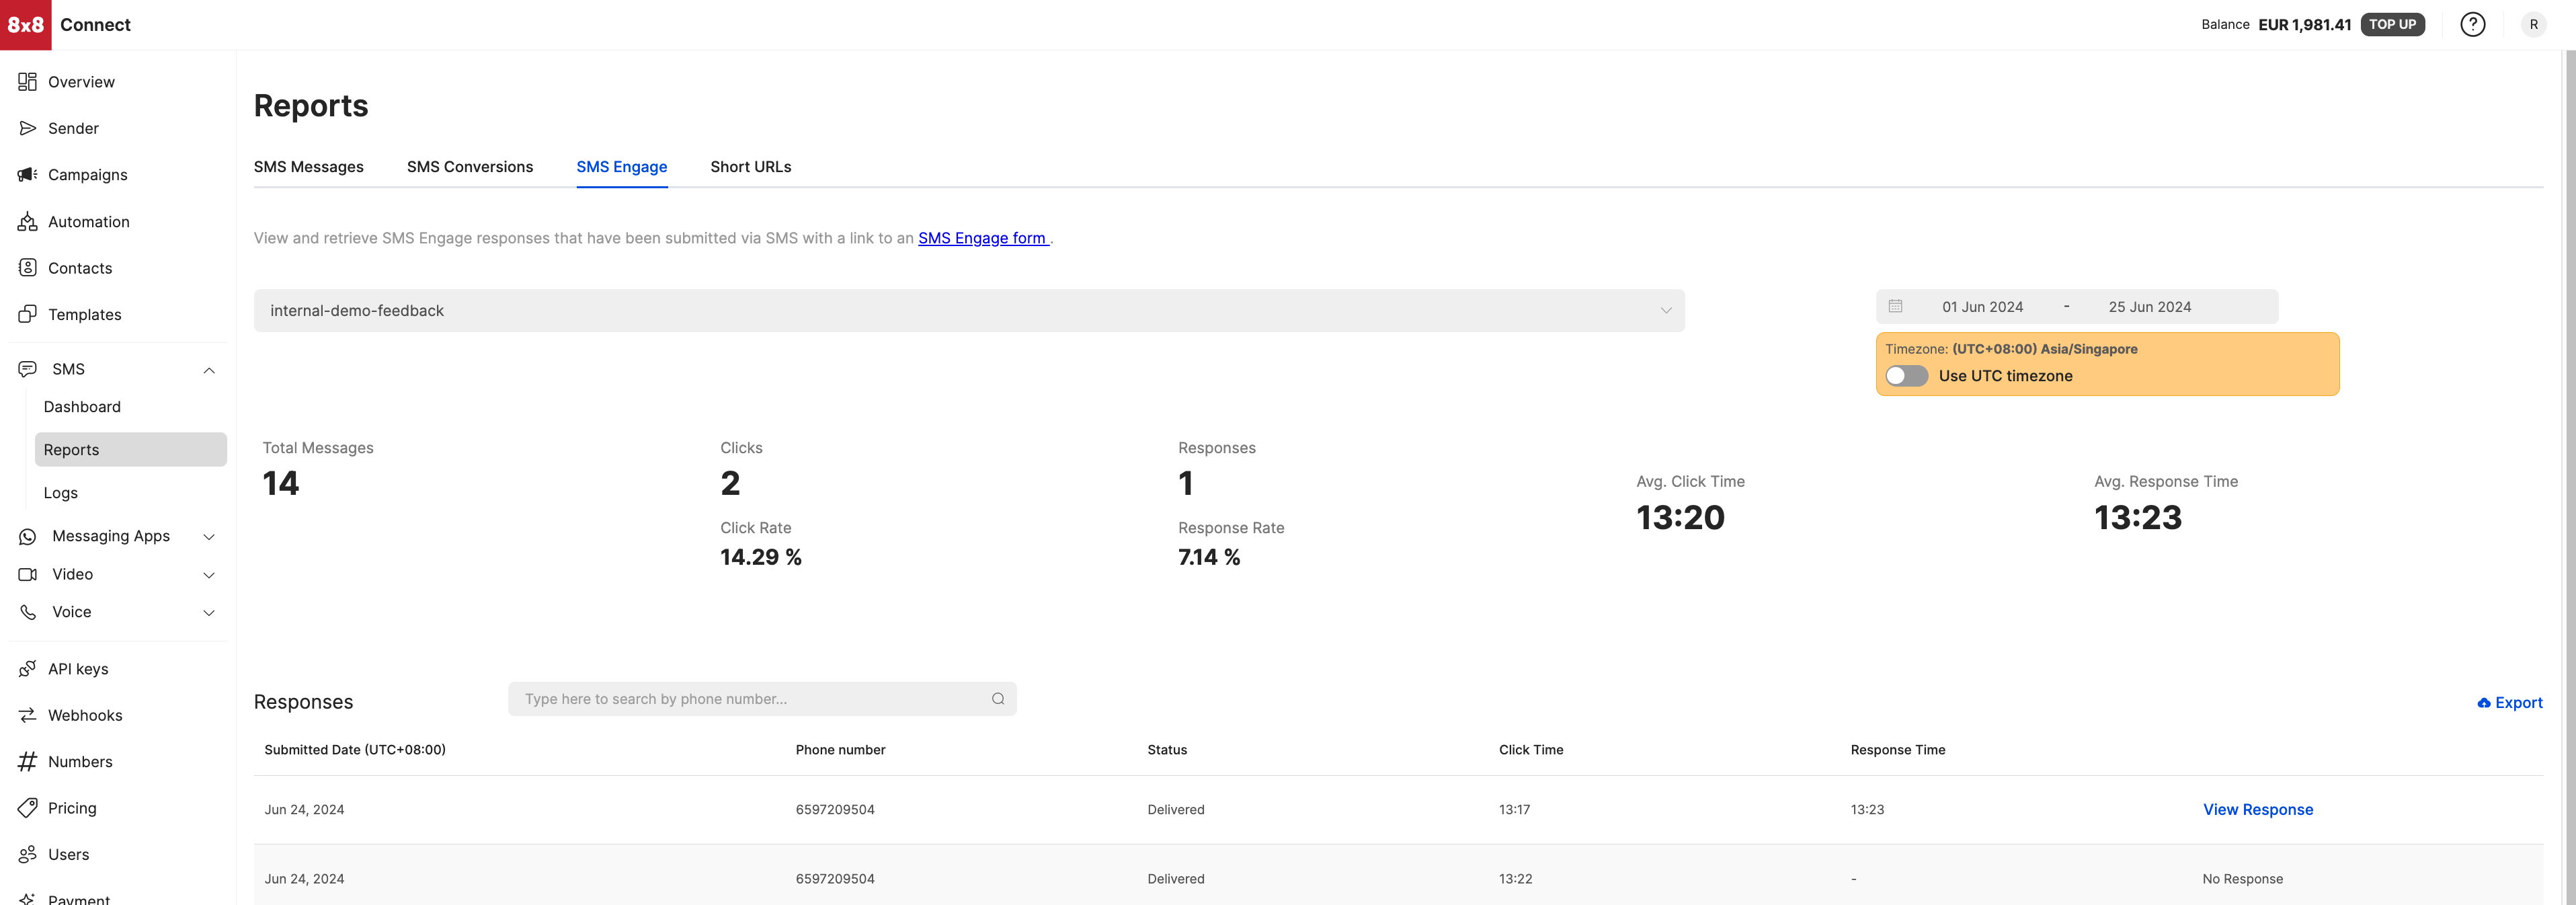 8x8 Connect
Balance EUR 1,981.41 TOP UP ? R
Overview
Sender
Campaigns
Automation
Contacts
Templates
SMS
Dashboard
Reports
Logs
Messaging Apps
Video
Voice
API keys
Webhooks
Numbers
Pricing
Users
Payment
Reports
SMS Messages SMS Conversions SMS Engage Short URLs
View and retrieve SMS Engage responses that have been submitted via SMS with a link to an SMS Engage form .
internal-demo-feedback
01 Jun 2024 - 25 Jun 2024
Timezone: (UTC+08:00) Asia/Singapore
Use UTC timezone
Total Messages
14
Clicks
2
Click Rate
14.29 %
Responses
1
Response Rate
7.14 %
Avg. Click Time
13:20
Avg. Response Time
13:23
Responses
Type here to search by phone number...
Export
Submitted Date (UTC+08:00) Phone number Status Click Time Response Time
Jun 24, 2024 6597209504 Delivered 13:17 13:23 View Response
Jun 24, 2024 6597209504 Delivered 13:22 - No Response